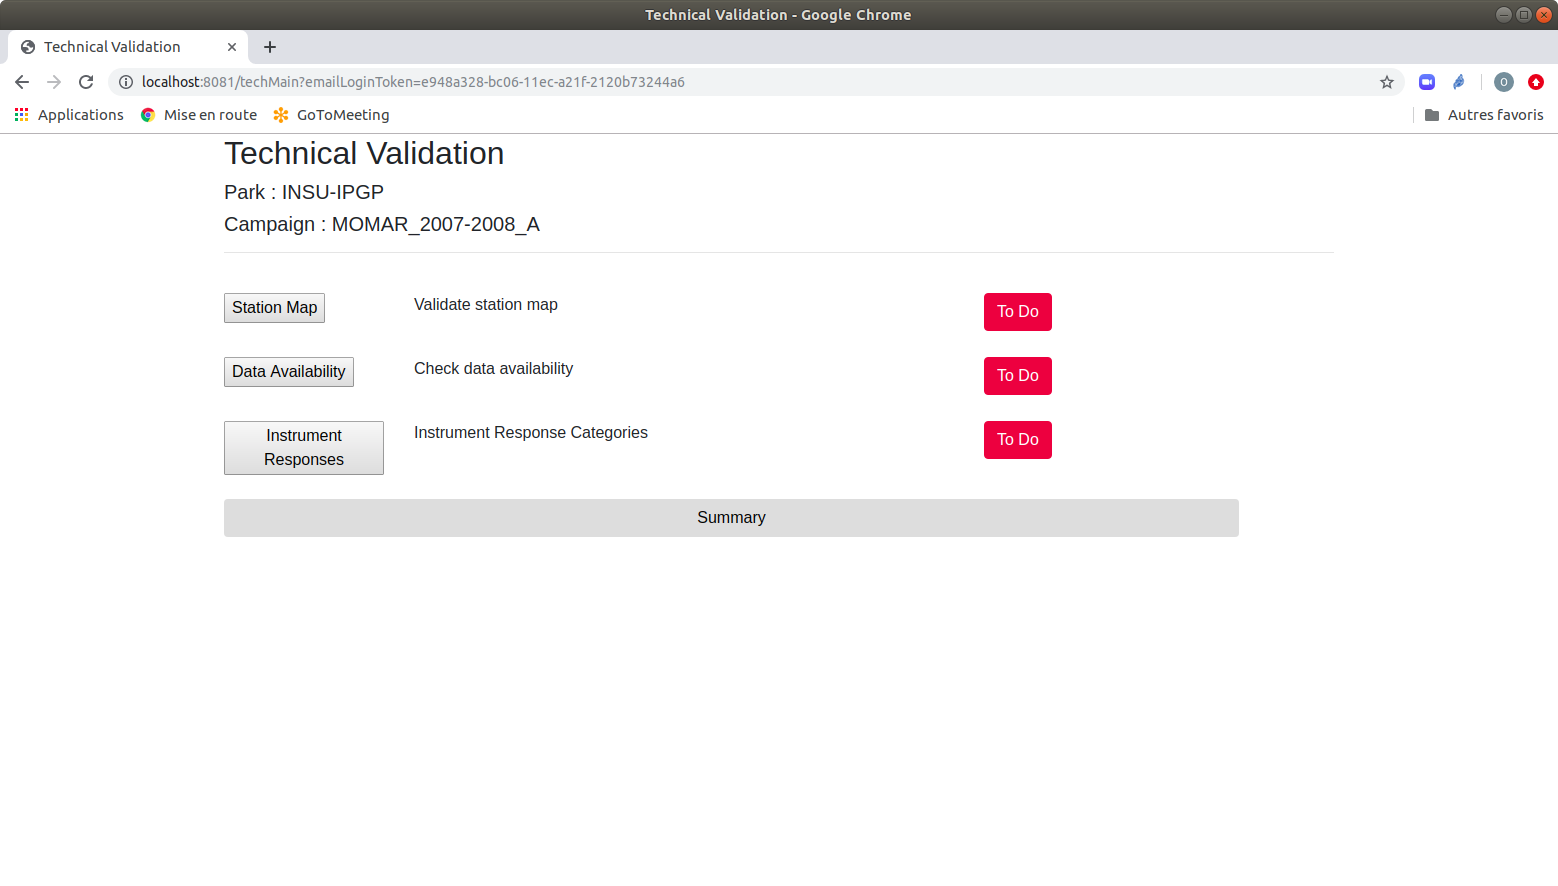 Technical Validation - Google Chrome
Technical Validation
localhost:8081/techMain?emailLoginToken=e948a328-bc06-11ec-a21f-2120b73244a6
O
Applications
Mise en route
GoToMeeting
Autres favoris
Technical Validation
Park : INSU-IPGP
Campaign : MOMAR_2007-2008_A
Station Map
Validate station map
To Do
Data Availability
Check data availability
To Do
Instrument
Responses
Instrument Response Categories
To Do
Summary